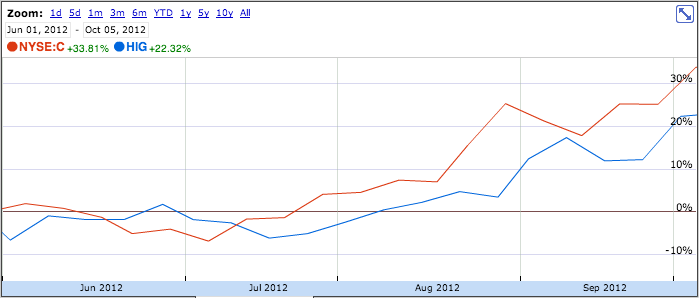 Zoom: 1d 5d 1m 3m 6m YTD 1y 5y 10y All
Jun 01, 2012 - Oct 05, 2012
NYSE:C +33.81% HIG +22.32%
30%
20%
10%
0%
-10%
Jun 2012 Jul 2012 Aug 2012 Sep 2012